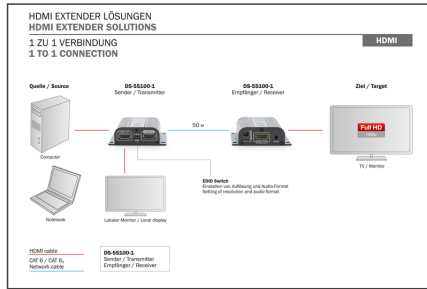 HDMI EXTENDER LÖSUNGEN
HDMI EXTENDER SOLUTIONS
1 ZU 1 VERBINDUNG
1 TO 1 CONNECTION
HDMI
Quelle / Source
DS-55100-1
Sender / Transmitter
DS-55100-1
Empfänger / Receiver
Ziel / Target
50 M
Full HD
Computer
TV / Monitor
EDID Switch
Einstellen von Auflösung und Audio-Format
Setting of resolution and audio format
Notebook
Lokaler Monitor / Local display
HDMI cable
CAT 6 / CAT 6A
Network cable
DS-55100-1
Sender / Transmitter
Empfänger / Receiver